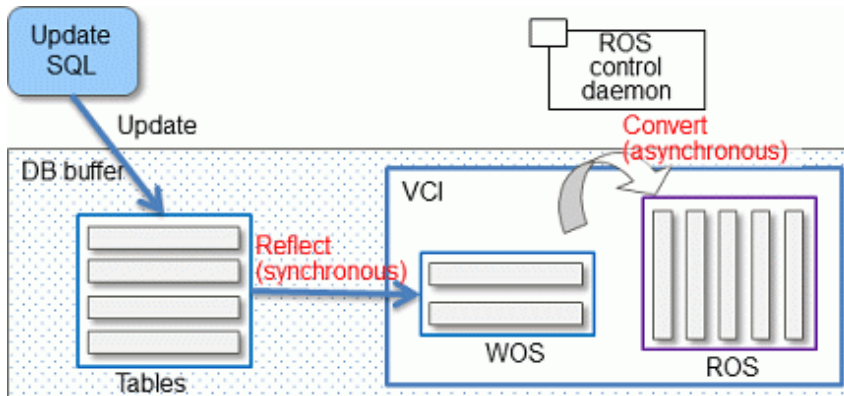 Update
SQL
ROS
control
daemon
Update
Convert
(asynchronous)
DB buffer
VCI
Reflect
(synchronous)
WOS
ROS
Tables